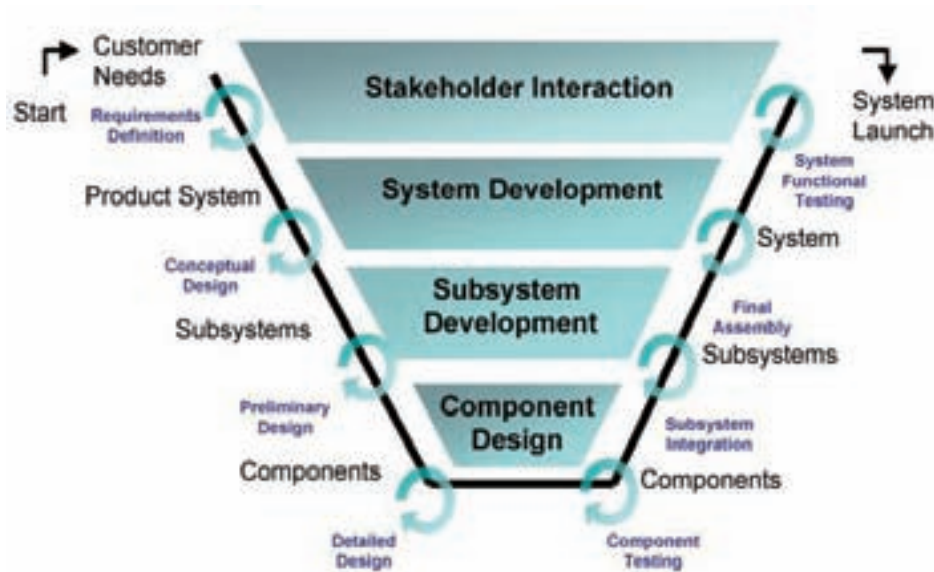 Customer
Needs
Start
Requirements
Definition
Product System
Conceptual
Design
Subsystems
Preliminary
Design
Components
Detailed
Design
Stakeholder Interaction
System Development
Subsystem
Development
Component
Design
System
Launch
System
Functional
Testing
System
Final
Assembly
Subsystems
Subsystem
Integration
Components
Component
Testing